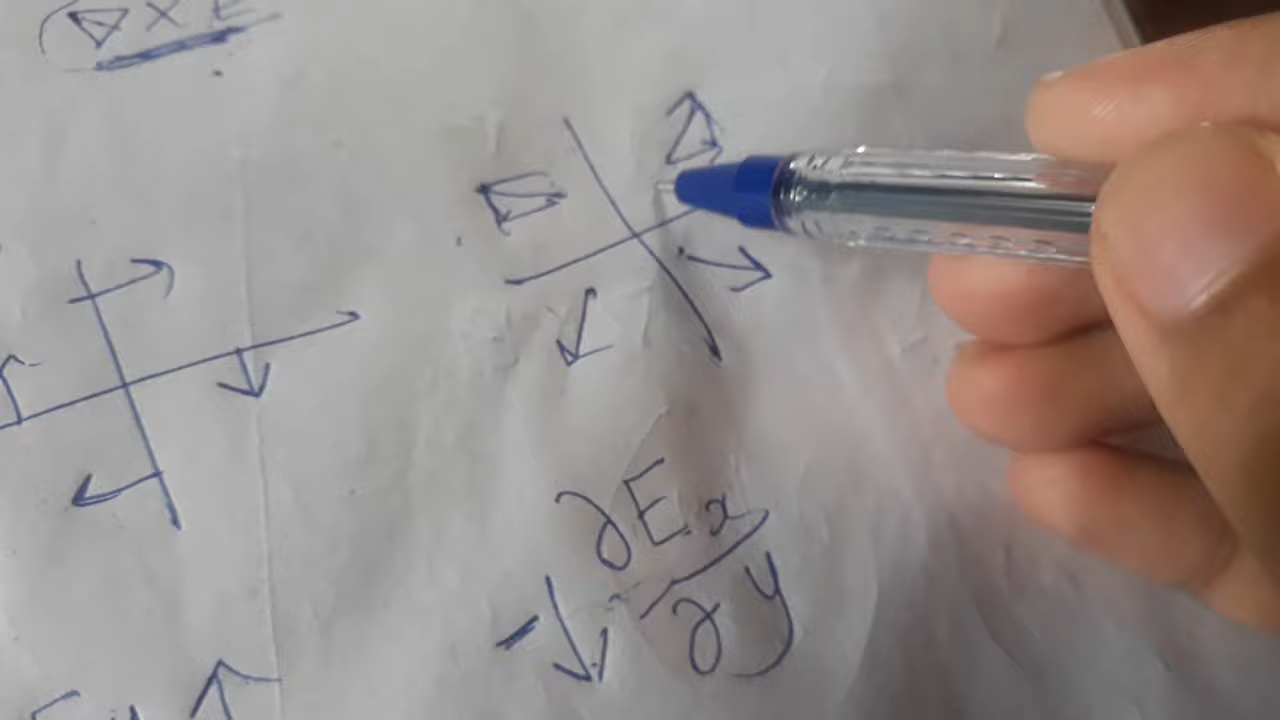 (∇ × E
∂Ex
- ↓ ∂y